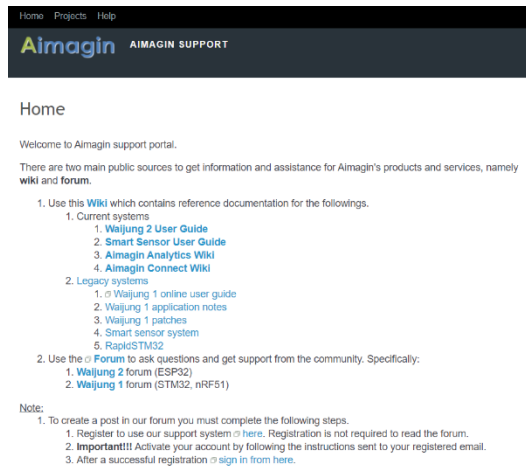 Home Projects Help
Aimagin AIMAGIN SUPPORT
Home
Welcome to Aimagin support portal.
There are two main public sources to get information and assistance for Aimagin's products and services, namely
wiki and forum.
1. Use this Wiki which contains reference documentation for the followings.
1. Current systems
1. Waijung 2 User Guide
2. Smart Sensor User Guide
3. Aimagin Analytics Wiki
4. Aimagin Connect Wiki
2. Legacy systems
1. Waijung 1 online user guide
2. Waijung 1 application notes
3. Waijung 1 patches
4. Smart sensor system
5. RapidSTM32
2. Use the Forum to ask questions and get support from the community. Specifically:
1. Waijung 2 forum (ESP32)
2. Waijung 1 forum (STM32, nRF51)
Note:
1. To create a post in our forum you must complete the following steps.
1. Register to use our support system here. Registration is not required to read the forum.
2. Important!!! Activate your account by following the instructions sent to your registered email.
3. After a successful registration sign in from here.